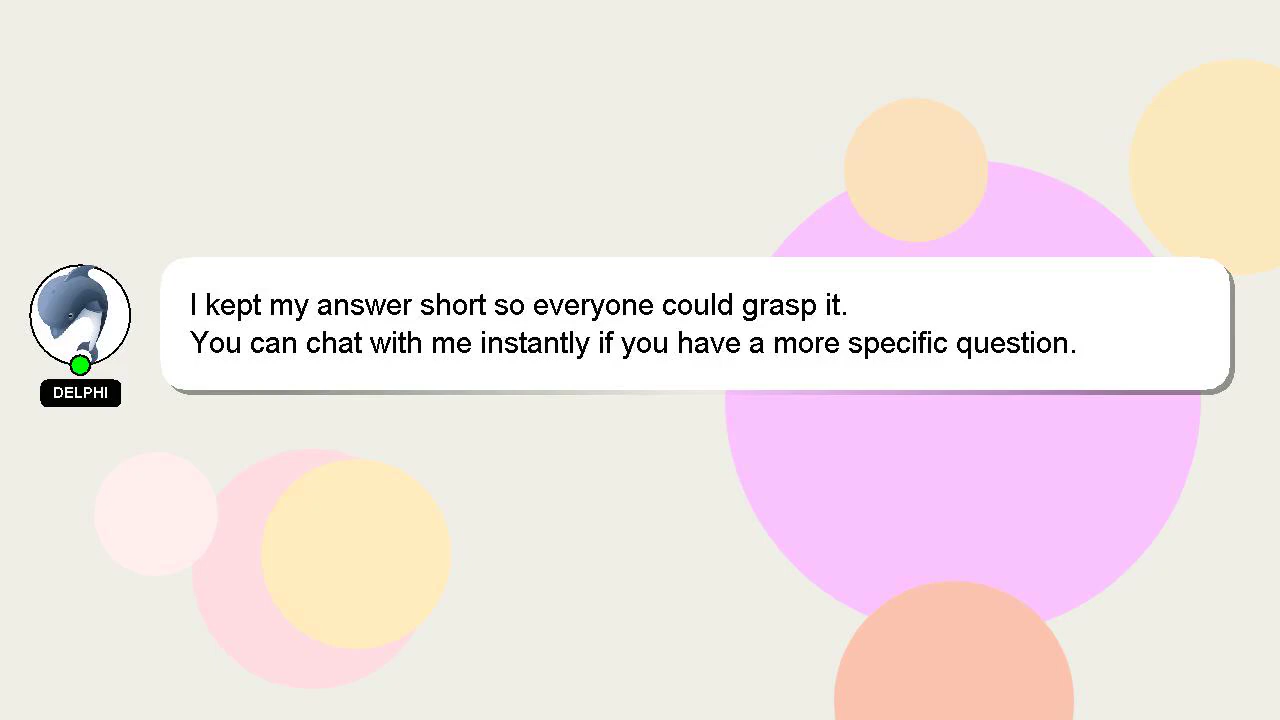 I kept my answer short so everyone could grasp it.
You can chat with me instantly if you have a more specific question.
DELPHI